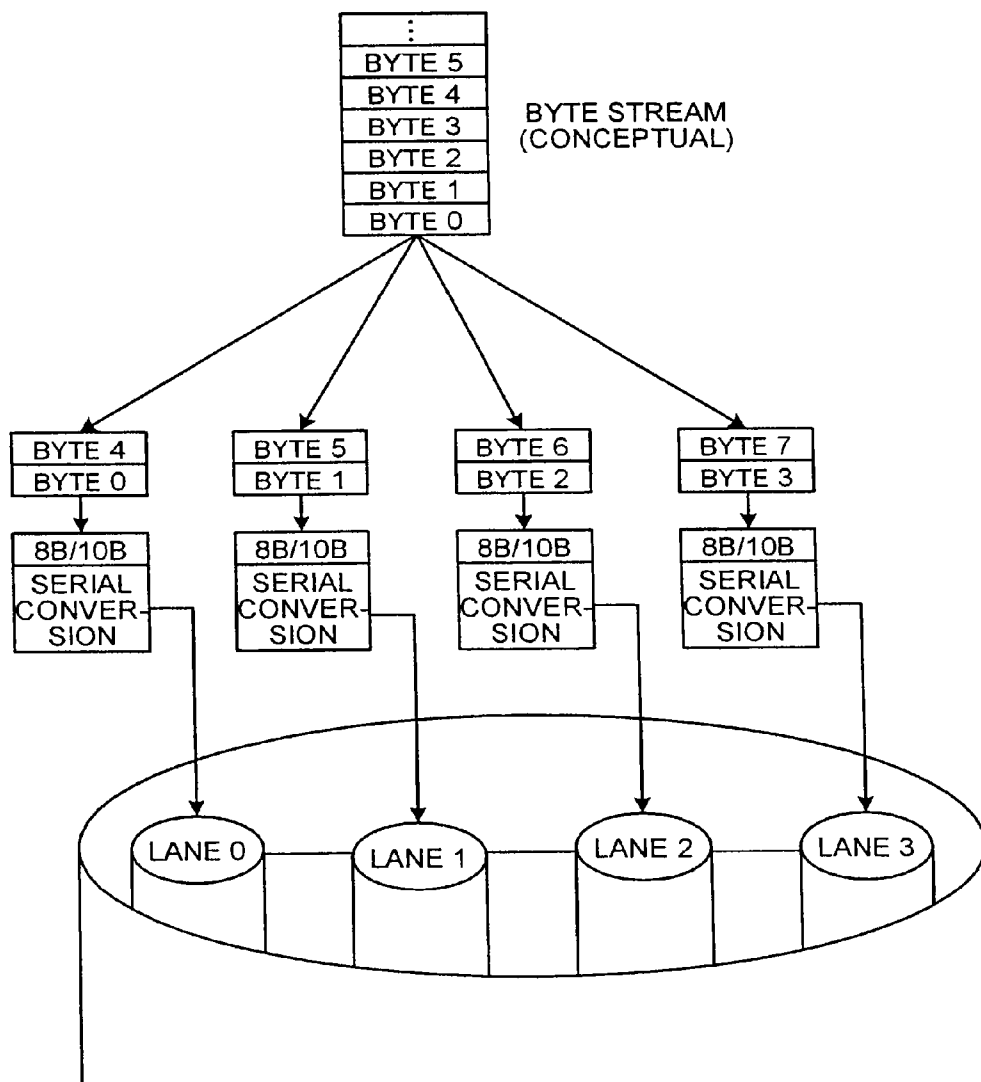 ⋮
BYTE 5
BYTE 4
BYTE 3
BYTE 2
BYTE 1
BYTE 0
BYTE STREAM
(CONCEPTUAL)
BYTE 4
BYTE 0
BYTE 5
BYTE 1
BYTE 6
BYTE 2
BYTE 7
BYTE 3
8B/10B
SERIAL
CONVER-
SION
8B/10B
SERIAL
CONVER-
SION
8B/10B
SERIAL
CONVER-
SION
8B/10B
SERIAL
CONVER-
SION
LANE 0
LANE 1
LANE 2
LANE 3